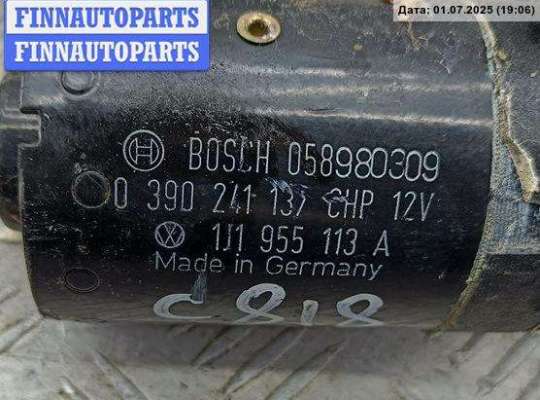 FINNAUTOPARTS
FINNAUTOPARTS
Дата: 01.07.2025 (19:06)
BOSCH 058980309
0 390 241 137 CHP 12V
1J1 955 113 A
Made in Germany
C818